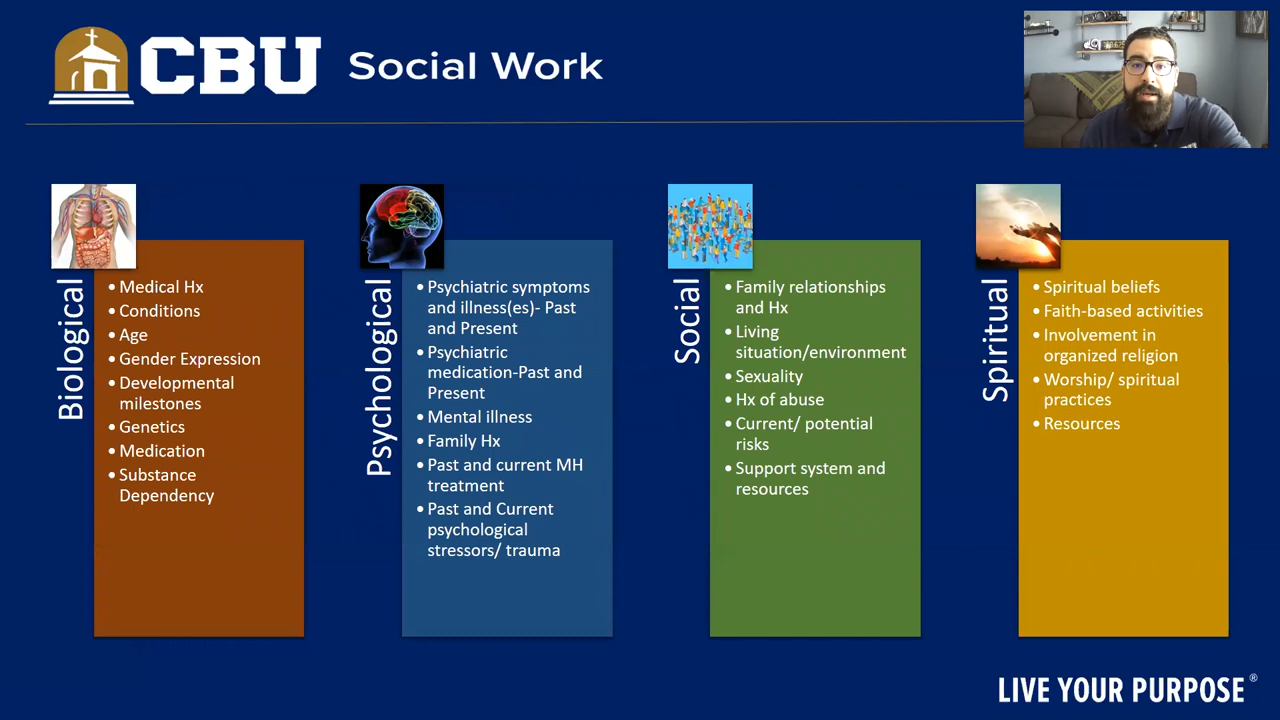 CBU Social Work
Biological
• Medical Hx
• Conditions
• Age
• Gender Expression
• Developmental
milestones
• Genetics
• Medication
• Substance
Dependency
Psychological
• Psychiatric symptoms
and illness(es)- Past
and Present
• Psychiatric
medication-Past and
Present
• Mental illness
• Family Hx
• Past and current MH
treatment
• Past and Current
psychological
stressors/ trauma
Social
• Family relationships
and Hx
• Living
situation/environment
• Sexuality
• Hx of abuse
• Current/ potential
risks
• Support system and
resources
Spiritual
• Spiritual beliefs
• Faith-based activities
• Involvement in
organized religion
• Worship/ spiritual
practices
• Resources
LIVE YOUR PURPOSE®